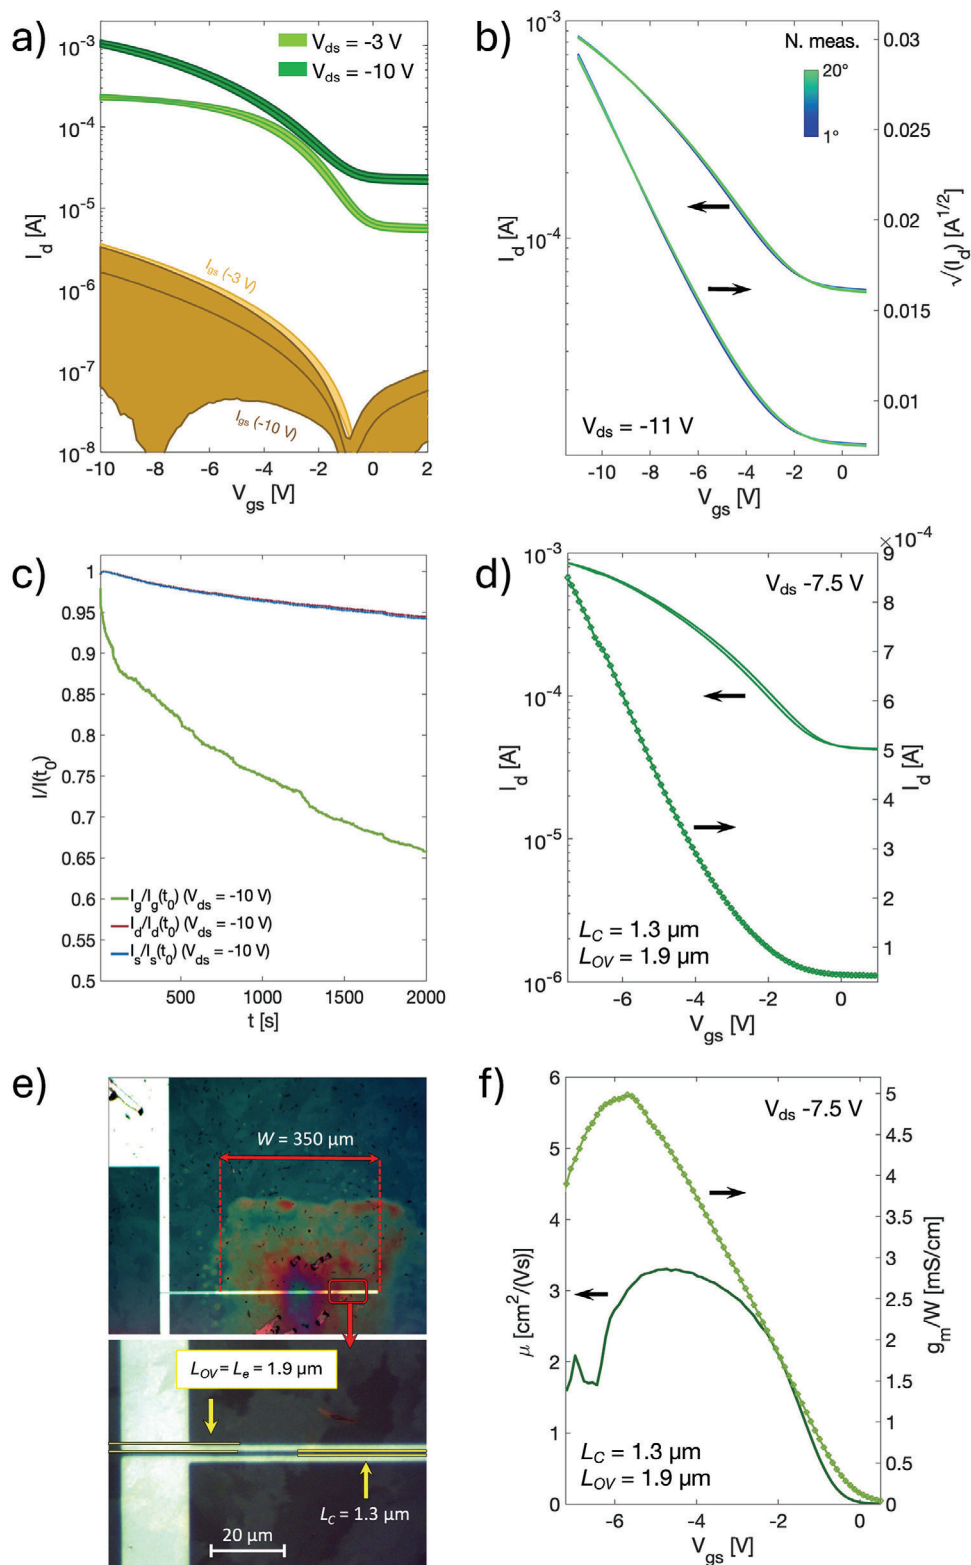 a)
V_ds = -3 V
V_ds = -10 V
10^-3
10^-4
10^-5
10^-6
10^-7
10^-8
I_d [A]
I_gs (-3 V)
I_gs (-10 V)
-10 -8 -6 -4 -2 0 2
V_gs [V]
b)
N. meas.
20°
1°
10^-3
10^-4
I_d [A]
0.03
0.025
0.02
0.015
0.01
√(I_d) [A^1/2]
V_ds = -11 V
-10 -8 -6 -4 -2 0
V_gs [V]
c)
1
0.95
0.9
0.85
0.8
0.75
0.7
0.65
0.6
0.55
0.5
I/I(t_0)
I_g/I_g(t_0) (V_ds = -10 V)
I_d/I_d(t_0) (V_ds = -10 V)
I_s/I_s(t_0) (V_ds = -10 V)
500 1000 1500 2000
t [s]
d)
×10^-4
V_ds -7.5 V
10^-3
10^-4
10^-5
10^-6
I_d [A]
9
8
7
6
5
4
3
2
1
I_d [A]
L_C = 1.3 µm
L_OV = 1.9 µm
-6 -4 -2 0
V_gs [V]
e)
W = 350 µm
L_OV = L_e = 1.9 µm
L_C = 1.3 µm
20 µm
f)
V_ds -7.5 V
6
5
4
3
2
1
0
µ [cm²/(Vs)]
5
4.5
4
3.5
3
2.5
2
1.5
1
0.5
0
g_m/W [mS/cm]
L_C = 1.3 µm
L_OV = 1.9 µm
-6 -4 -2 0
V_gs [V]